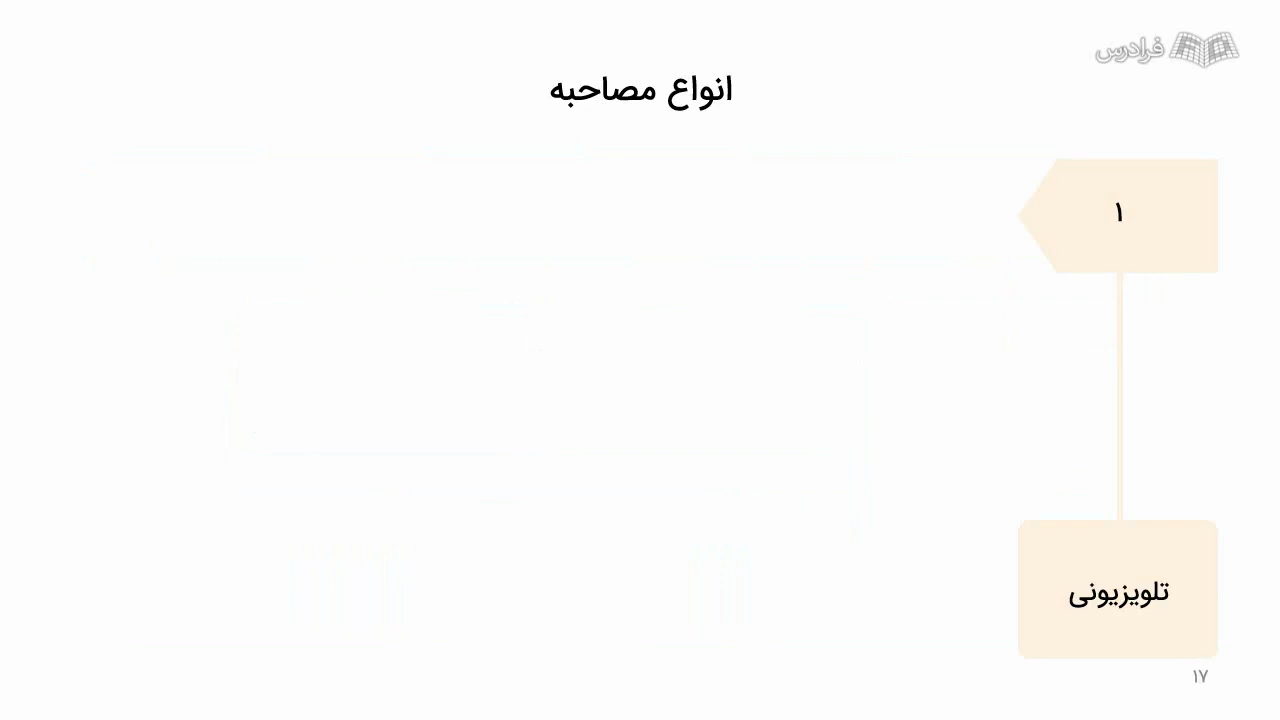 فرادرس
انواع مصاحبه
۱
تلویزیونی
۱۷